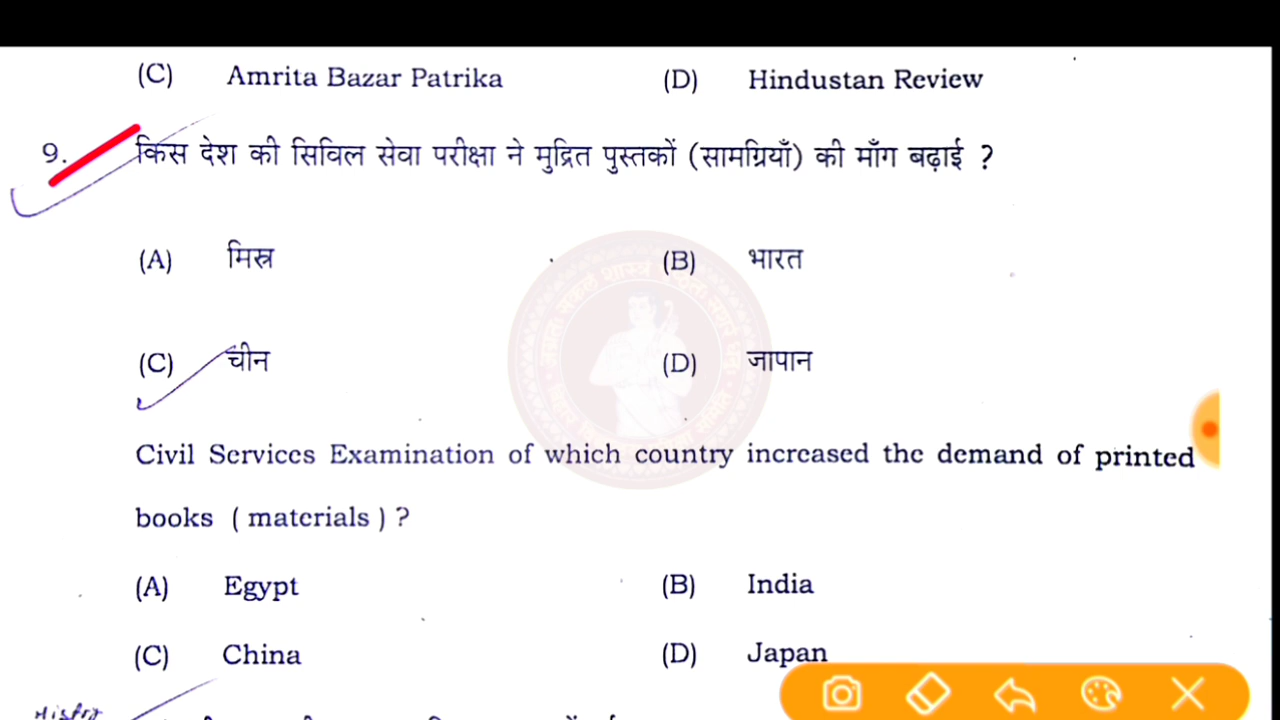 (C) Amrita Bazar Patrika (D) Hindustan Review
9. किस देश की सिविल सेवा परीक्षा ने मुद्रित पुस्तकों (सामग्रियाँ) की माँग बढ़ाई ?
(A) मिस्र (B) भारत
(C) चीन (D) जापान
Civil Services Examination of which country increased the demand of printed
books ( materials ) ?
(A) Egypt (B) India
(C) China (D) Japan